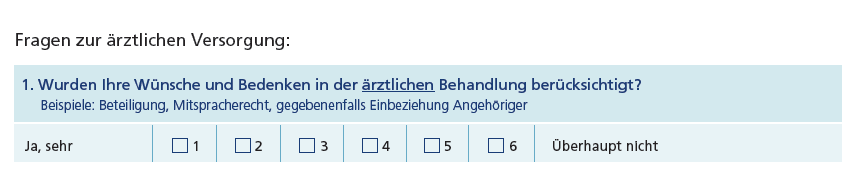 Fragen zur ärztlichen Versorgung:
1. Wurden Ihre Wünsche und Bedenken in der ärztlichen Behandlung berücksichtigt?
Beispiele: Beteiligung, Mitspracherecht, gegebenenfalls Einbeziehung Angehöriger
Ja, sehr 1 2 3 4 5 6 Überhaupt nicht